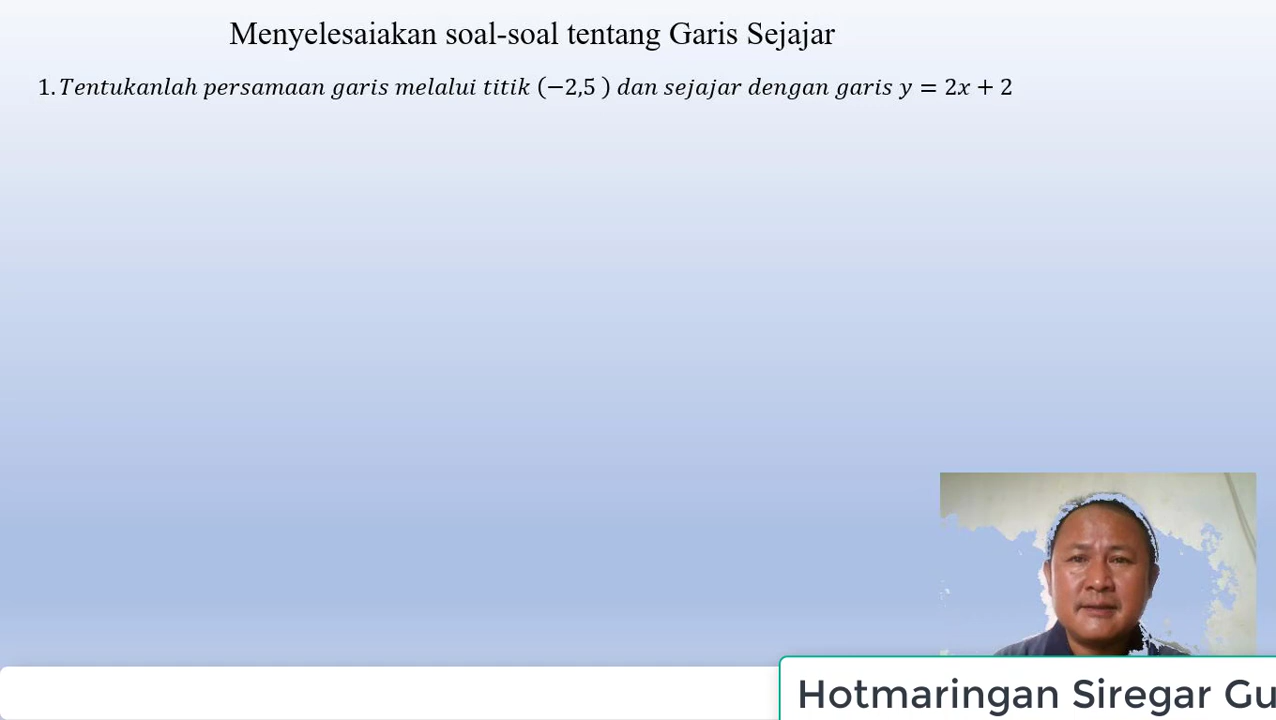 Menyelesaiakan soal-soal tentang Garis Sejajar
1. Tentukanlah persamaan garis melalui titik (−2,5 ) dan sejajar dengan garis y = 2x + 2
Hotmaringan Siregar Gu